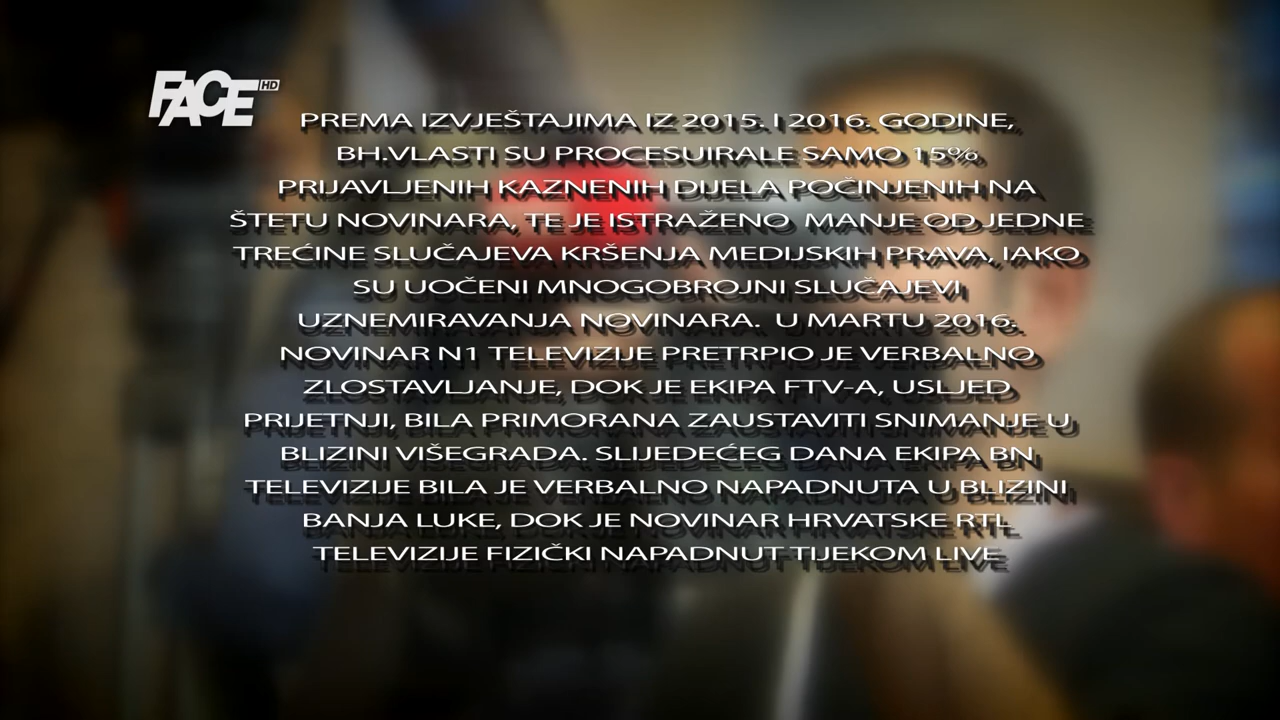 FACE HD
PREMA IZVJEŠTAJIMA IZ 2015. I 2016. GODINE,
BH.VLASTI SU PROCESUIRALE SAMO 15%
PRIJAVLJENIH KAZNENIH DIJELA POČINJENIH NA
ŠTETU NOVINARA, TE JE ISTRAŽENO MANJE OD JEDNE
TREĆINE SLUČAJEVA KRŠENJA MEDIJSKIH PRAVA, IAKO
SU UOČENI MNOGOBROJNI SLUČAJEVI
UZNEMIRAVANJA NOVINARA. U MARTU 2016.
NOVINAR N1 TELEVIZIJE PRETRPIO JE VERBALNO
ZLOSTAVLJANJE, DOK JE EKIPA FTV-A, USLJED
PRIJETNJI, BILA PRIMORANA ZAUSTAVITI SNIMANJE U
BLIZINI VIŠEGRADA. SLIJEDEĆEG DANA EKIPA BN
TELEVIZIJE BILA JE VERBALNO NAPADNUTA U BLIZINI
BANJA LUKE, DOK JE NOVINAR HRVATSKE RTL
TELEVIZIJE FIZIČKI NAPADNUT TIJEKOM LIVE